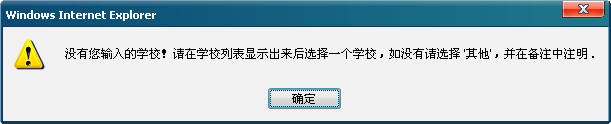 Windows Internet Explorer
没有您输入的学校！请在学校列表显示出来后选择一个学校，如没有请选择'其他'，并在备注中注明．
确定